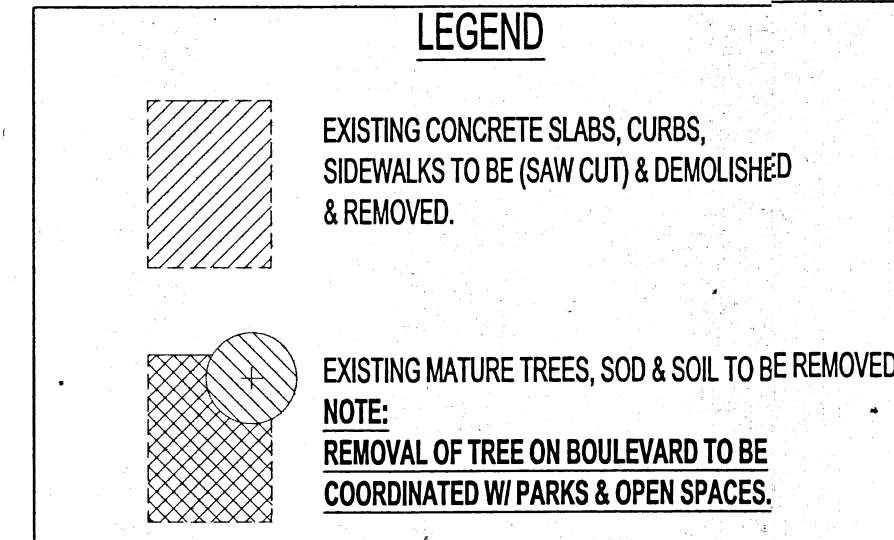 LEGEND
EXISTING CONCRETE SLABS, CURBS,
SIDEWALKS TO BE (SAW CUT) & DEMOLISHED
& REMOVED.
EXISTING MATURE TREES, SOD & SOIL TO BE REMOVED
NOTE:
REMOVAL OF TREE ON BOULEVARD TO BE
COORDINATED W/ PARKS & OPEN SPACES.